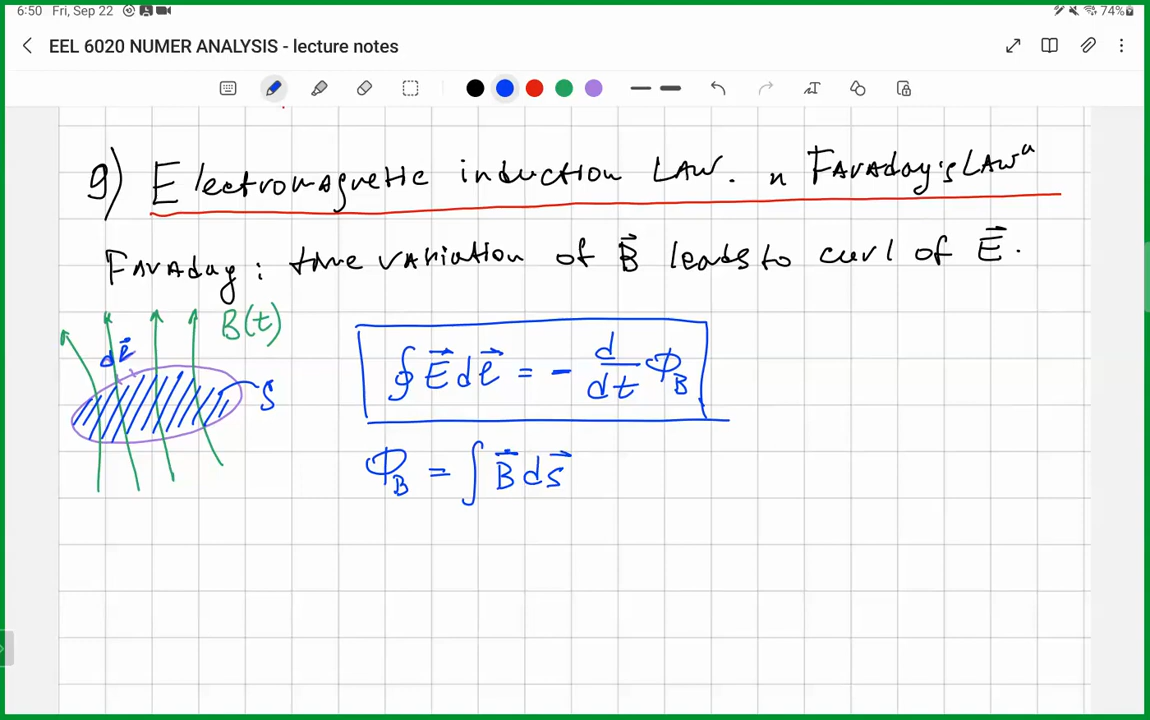 6:50 Fri, Sep 22
74%
EEL 6020 NUMER ANALYSIS - lecture notes
9) Electromagnetic induction LAW. " FARADay's LAW"
FARADAy: time variation of B⃗ leads to curl of E⃗.
B(t)
dℓ⃗
S
∮ E⃗ dℓ⃗ = - d/dt Φ_B
Φ_B = ∫ B⃗ ds⃗